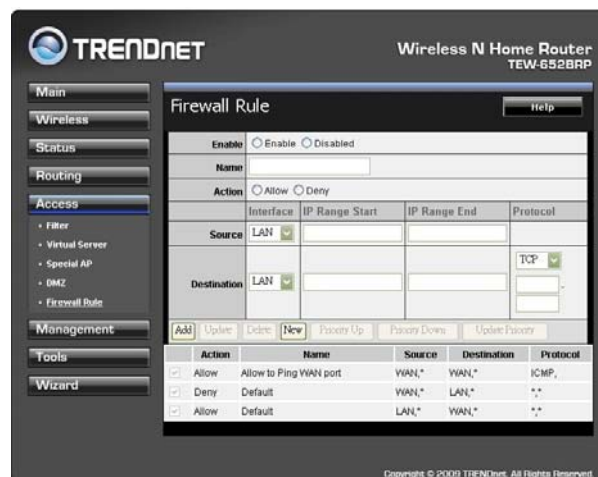 TRENDNET
Wireless N Home Router
TEW-652BRP
Main
Wireless
Status
Routing
Access
• Filter
• Virtual Server
• Special AP
• DMZ
• Firewall Rule
Management
Tools
Wizard
Firewall Rule
Help
Enable Enable Disabled
Name
Action Allow Deny
Interface IP Range Start IP Range End Protocol
Source LAN
Destination LAN TCP
-
Add Update Delete New Priority Up Priority Down Update Priority
Action Name Source Destination Protocol
Allow Allow to Ping WAN port WAN,* WAN,* ICMP,
Deny Default WAN,* LAN,* *,*
Allow Default LAN,* WAN,* *,*
Copyright © 2009 TRENDnet. All Rights Reserved.